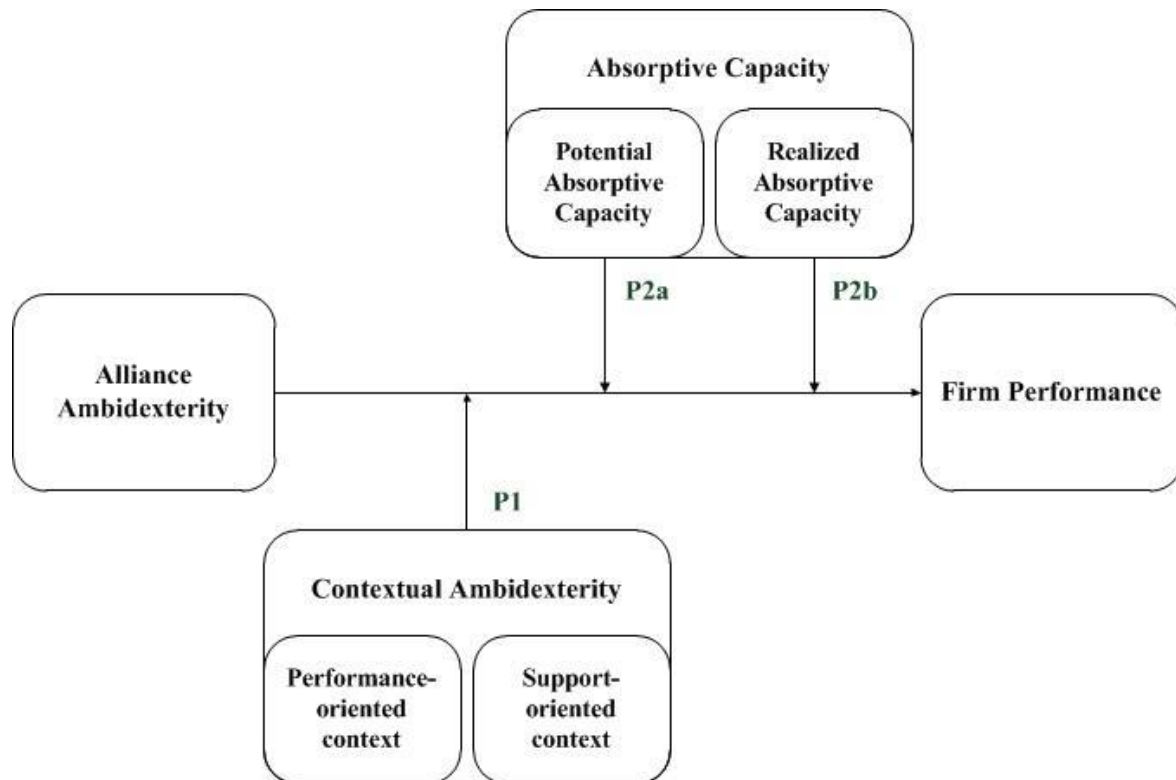 Absorptive Capacity
Potential
Absorptive
Capacity
Realized
Absorptive
Capacity
P2a
P2b
Alliance
Ambidexterity
Firm Performance
P1
Contextual Ambidexterity
Performance-
oriented
context
Support-
oriented
context